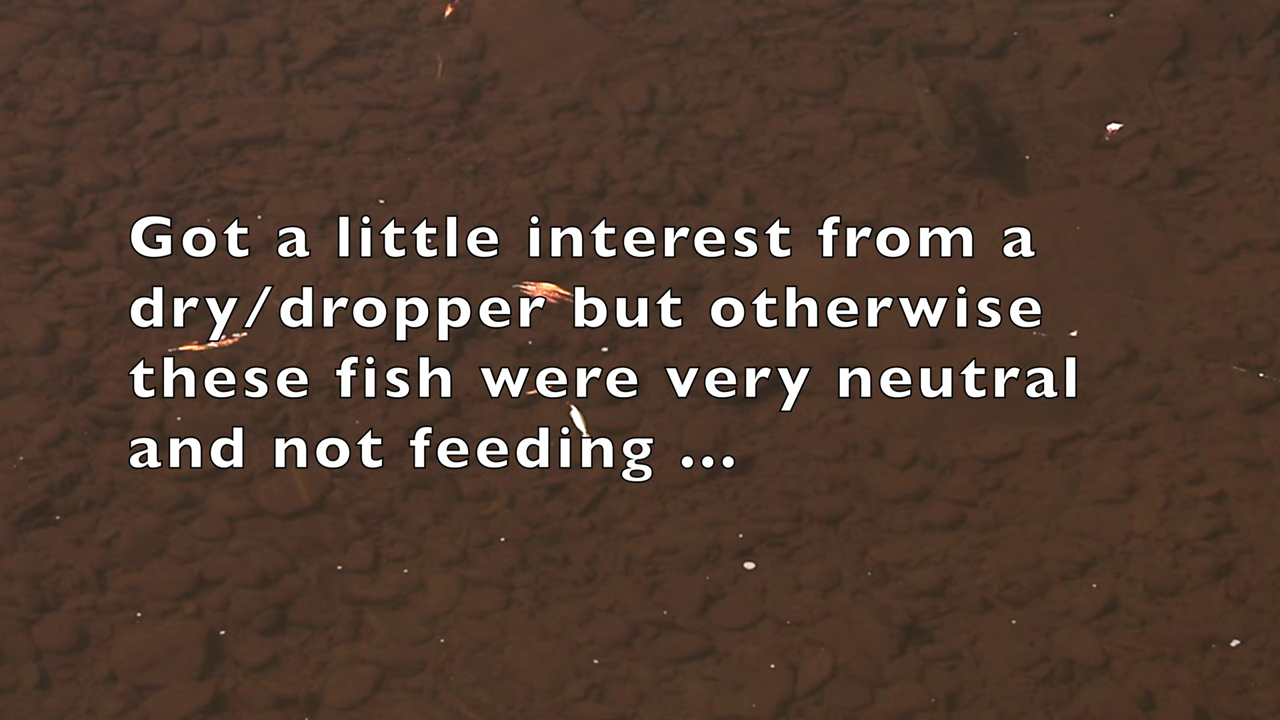 Got a little interest from a
dry/dropper but otherwise
these fish were very neutral
and not feeding ...